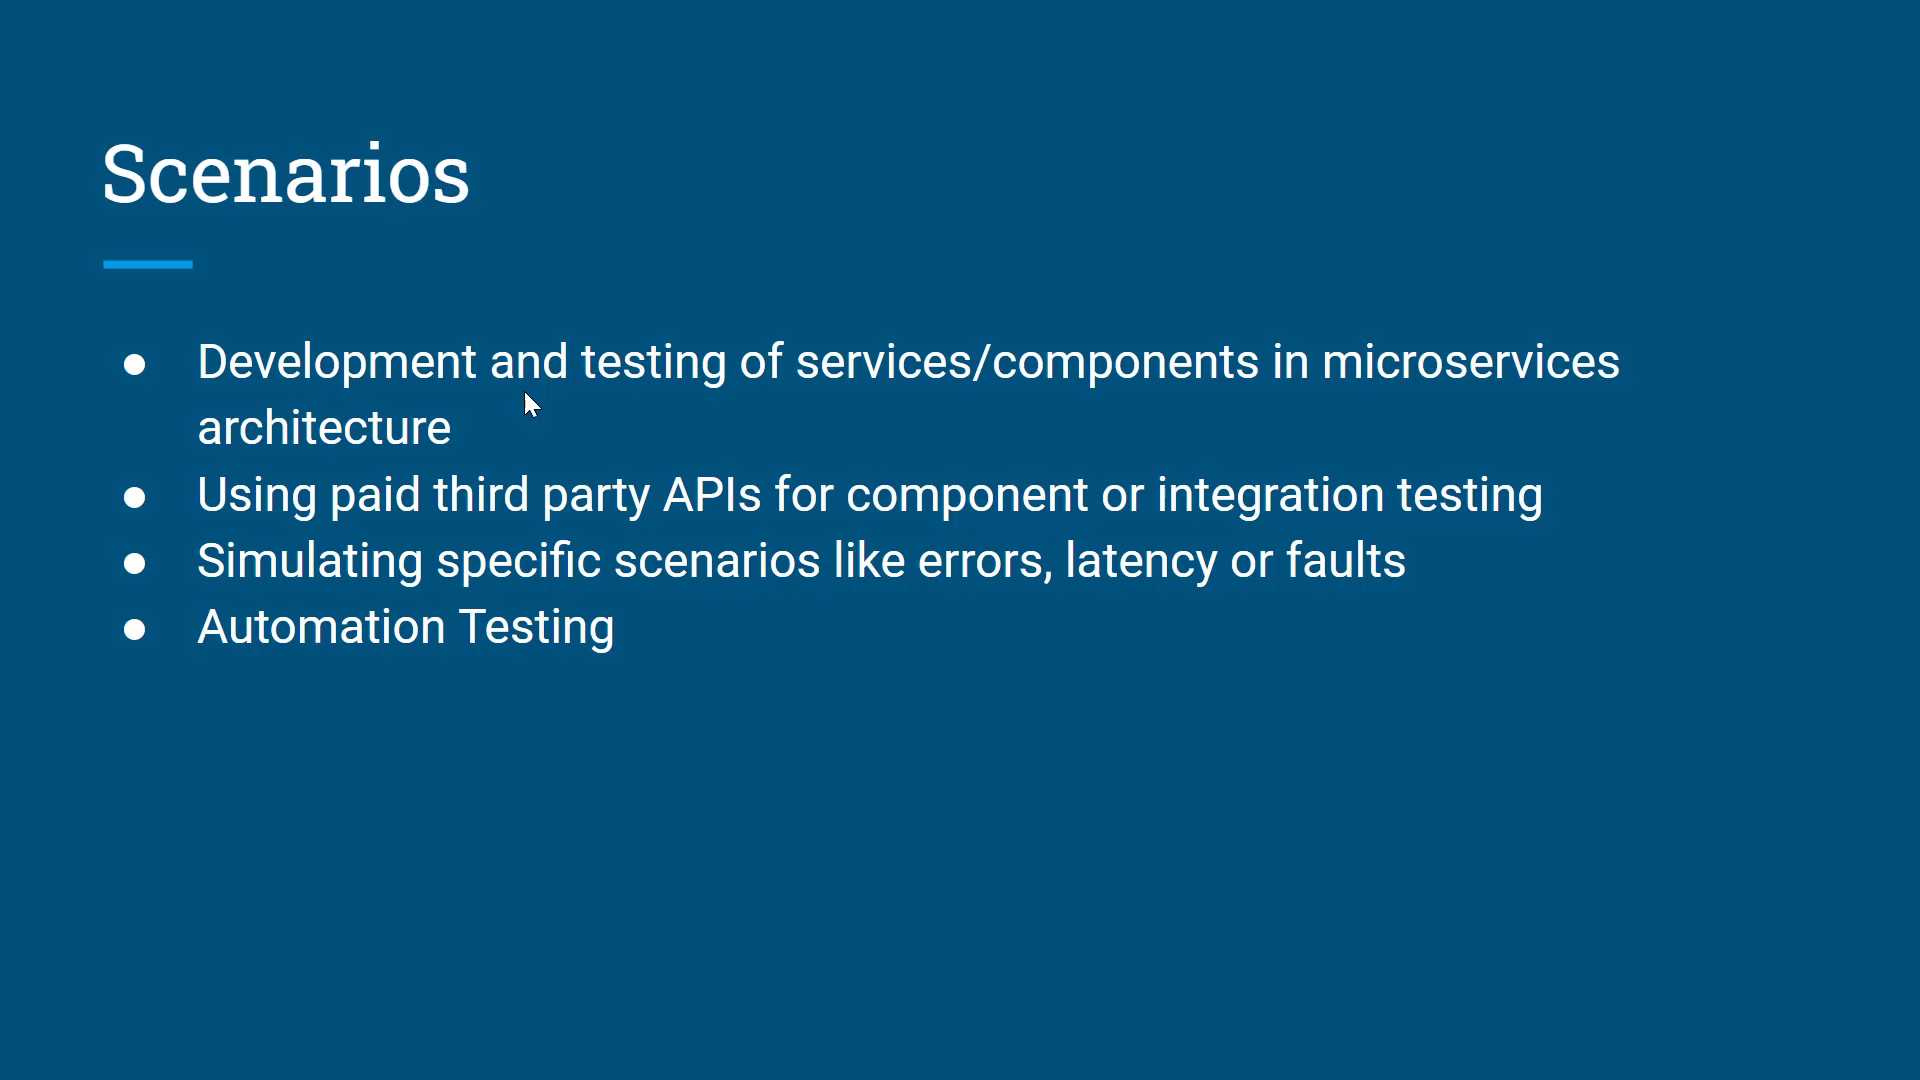 Scenarios
● Development and testing of services/components in microservices
architecture
● Using paid third party APIs for component or integration testing
● Simulating specific scenarios like errors, latency or faults
● Automation Testing